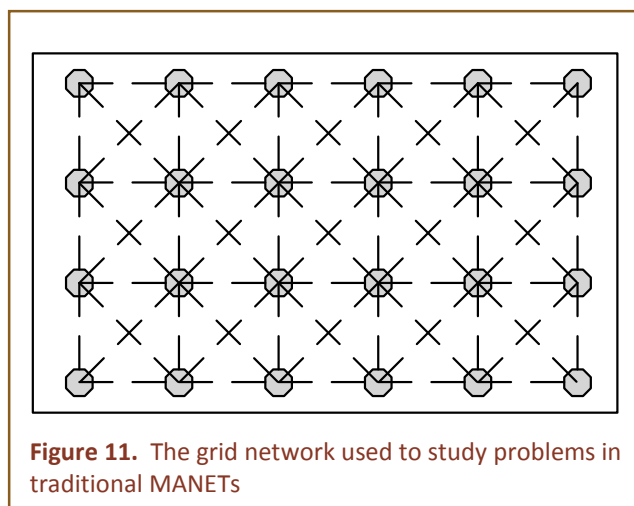 Figure 11. The grid network used to study problems in
traditional MANETs